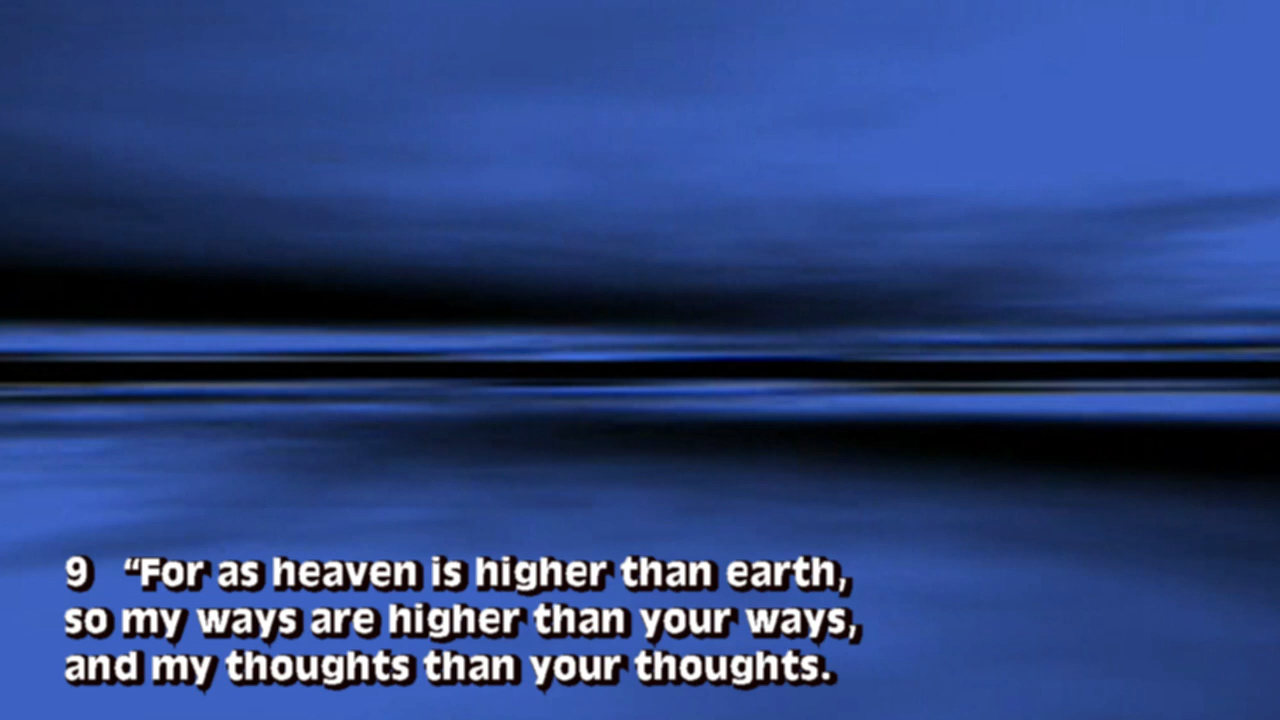 9 “For as heaven is higher than earth,
so my ways are higher than your ways,
and my thoughts than your thoughts.